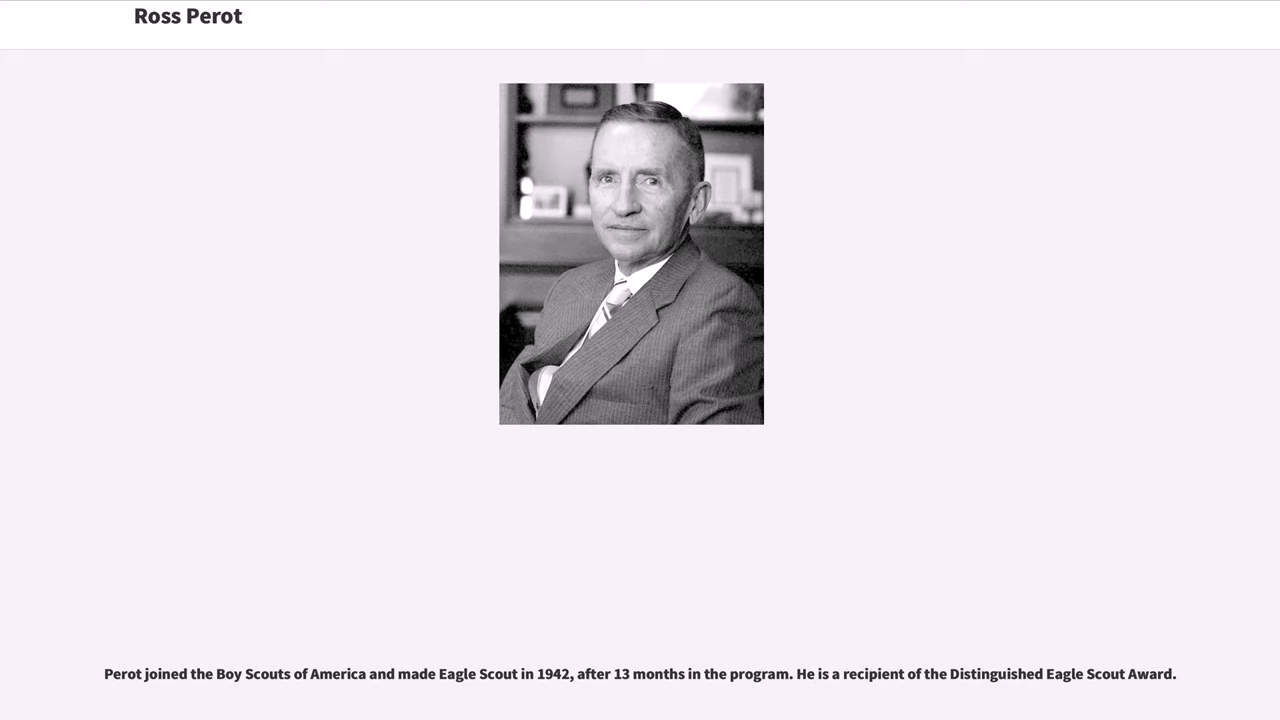 Ross Perot
Perot joined the Boy Scouts of America and made Eagle Scout in 1942, after 13 months in the program. He is a recipient of the Distinguished Eagle Scout Award.